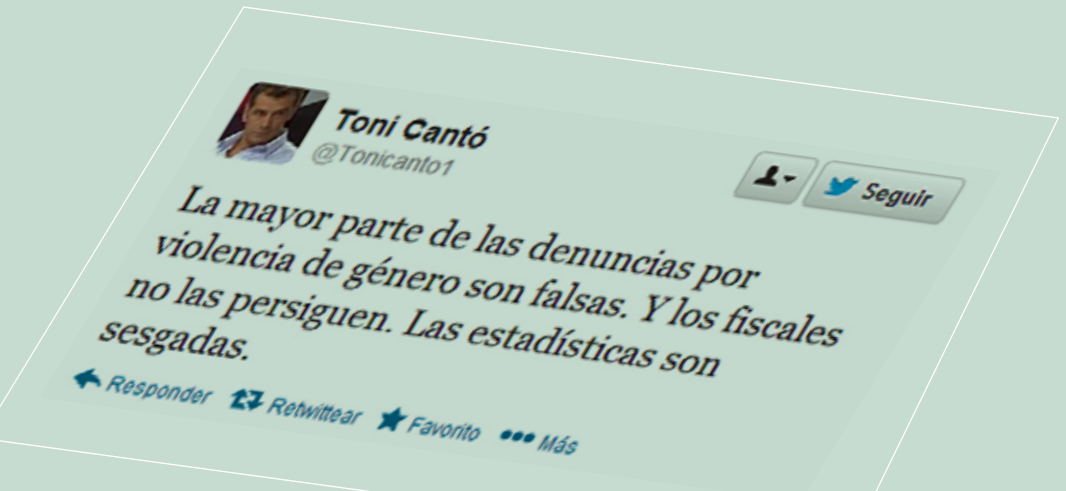 Toni Cantó
@Tonicanto1
Seguir
La mayor parte de las denuncias por
violencia de género son falsas. Y los fiscales
no las persiguen. Las estadísticas son
sesgadas.
Responder Retwittear Favorito Más